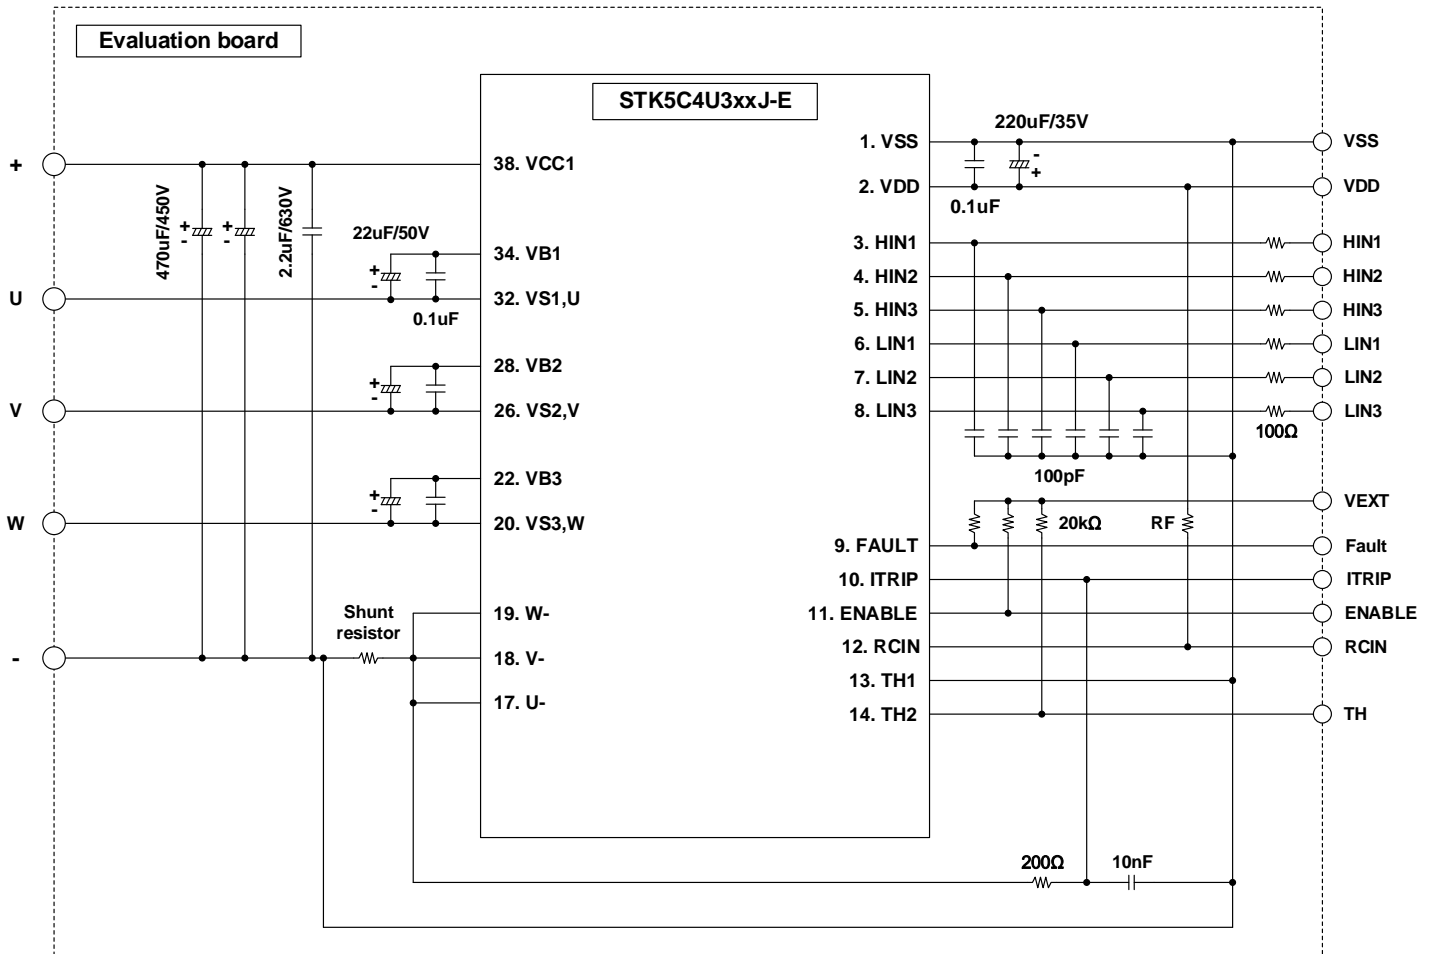 Evaluation board
STK5C4U3xxJ-E
+
U
V
W
-
470uF/450V
+
-
+
-
2.2uF/630V
22uF/50V
+
-
0.1uF
+
-
+
-
Shunt
resistor
38. VCC1
34. VB1
32. VS1,U
28. VB2
26. VS2,V
22. VB3
20. VS3,W
19. W-
18. V-
17. U-
1. VSS
2. VDD
3. HIN1
4. HIN2
5. HIN3
6. LIN1
7. LIN2
8. LIN3
9. FAULT
10. ITRIP
11. ENABLE
12. RCIN
13. TH1
14. TH2
220uF/35V
-
+
0.1uF
100Ω
100pF
20kΩ
RF
200Ω
10nF
VSS
VDD
HIN1
HIN2
HIN3
LIN1
LIN2
LIN3
VEXT
Fault
ITRIP
ENABLE
RCIN
TH